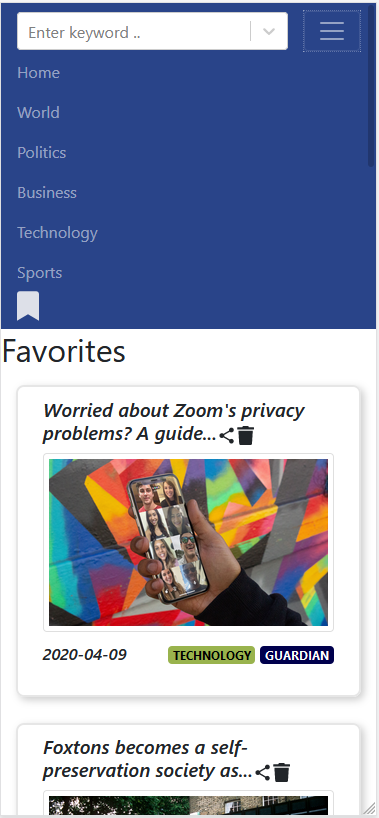 Enter keyword ..
Home
World
Politics
Business
Technology
Sports
Favorites
Worried about Zoom's privacy
problems? A guide...
2020-04-09
TECHNOLOGY
GUARDIAN
Foxtons becomes a self-
preservation society as...